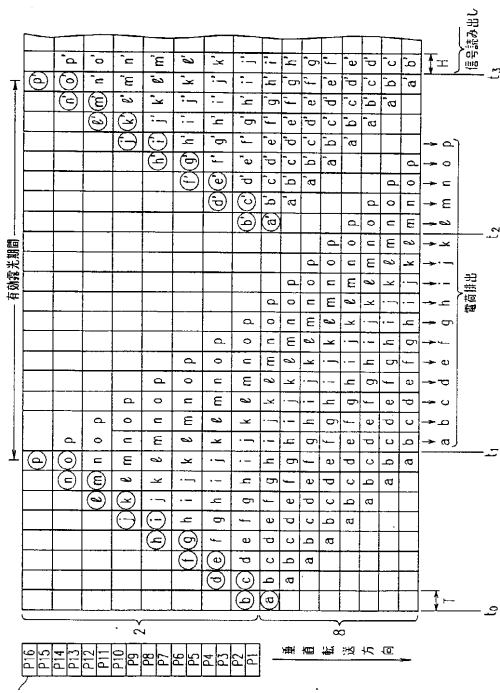 有効露光期間
P16
P15
P14
P13
P12
P11
P10
P9
P8
P7
P6
P5
P4
P3
P2
P1
2
8
垂直転送方向
p p'
n o p n' o' p'
l m n o p l' m' n' o'
j k l m n o p j' k' l' m' n'
h i j k l m n o p h' i' j' k' l' m'
f g h i j k l m n o p f' g' h' i' j' k' l'
d e f g h i j k l m n o p d' e' f' g' h' i' j' k'
b c d e f g h i j k l m n o p b' c' d' e' f' g' h' i' j'
a b c d e f g h i j k l m n o p a' b' c' d' e' f' g' h' i'
a b c d e f g h i j k l m n o p a' b' c' d' e' f' g' h'
a b c d e f g h i j k l m n o p a' b' c' d' e' f' g'
a b c d e f g h i j k l m n o p a' b' c' d' e' f'
a b c d e f g h i j k l m n o p a' b' c' d' e'
a b c d e f g h i j k l m n o p a' b' c' d'
a b c d e f g h i j k l m n o p a' b' c'
a b c d e f g h i j k l m n o p a' b'
a b c d e f g h i j k l m n o p
T
H
電荷排出
信号読み出し
t0 t1 t2 t3